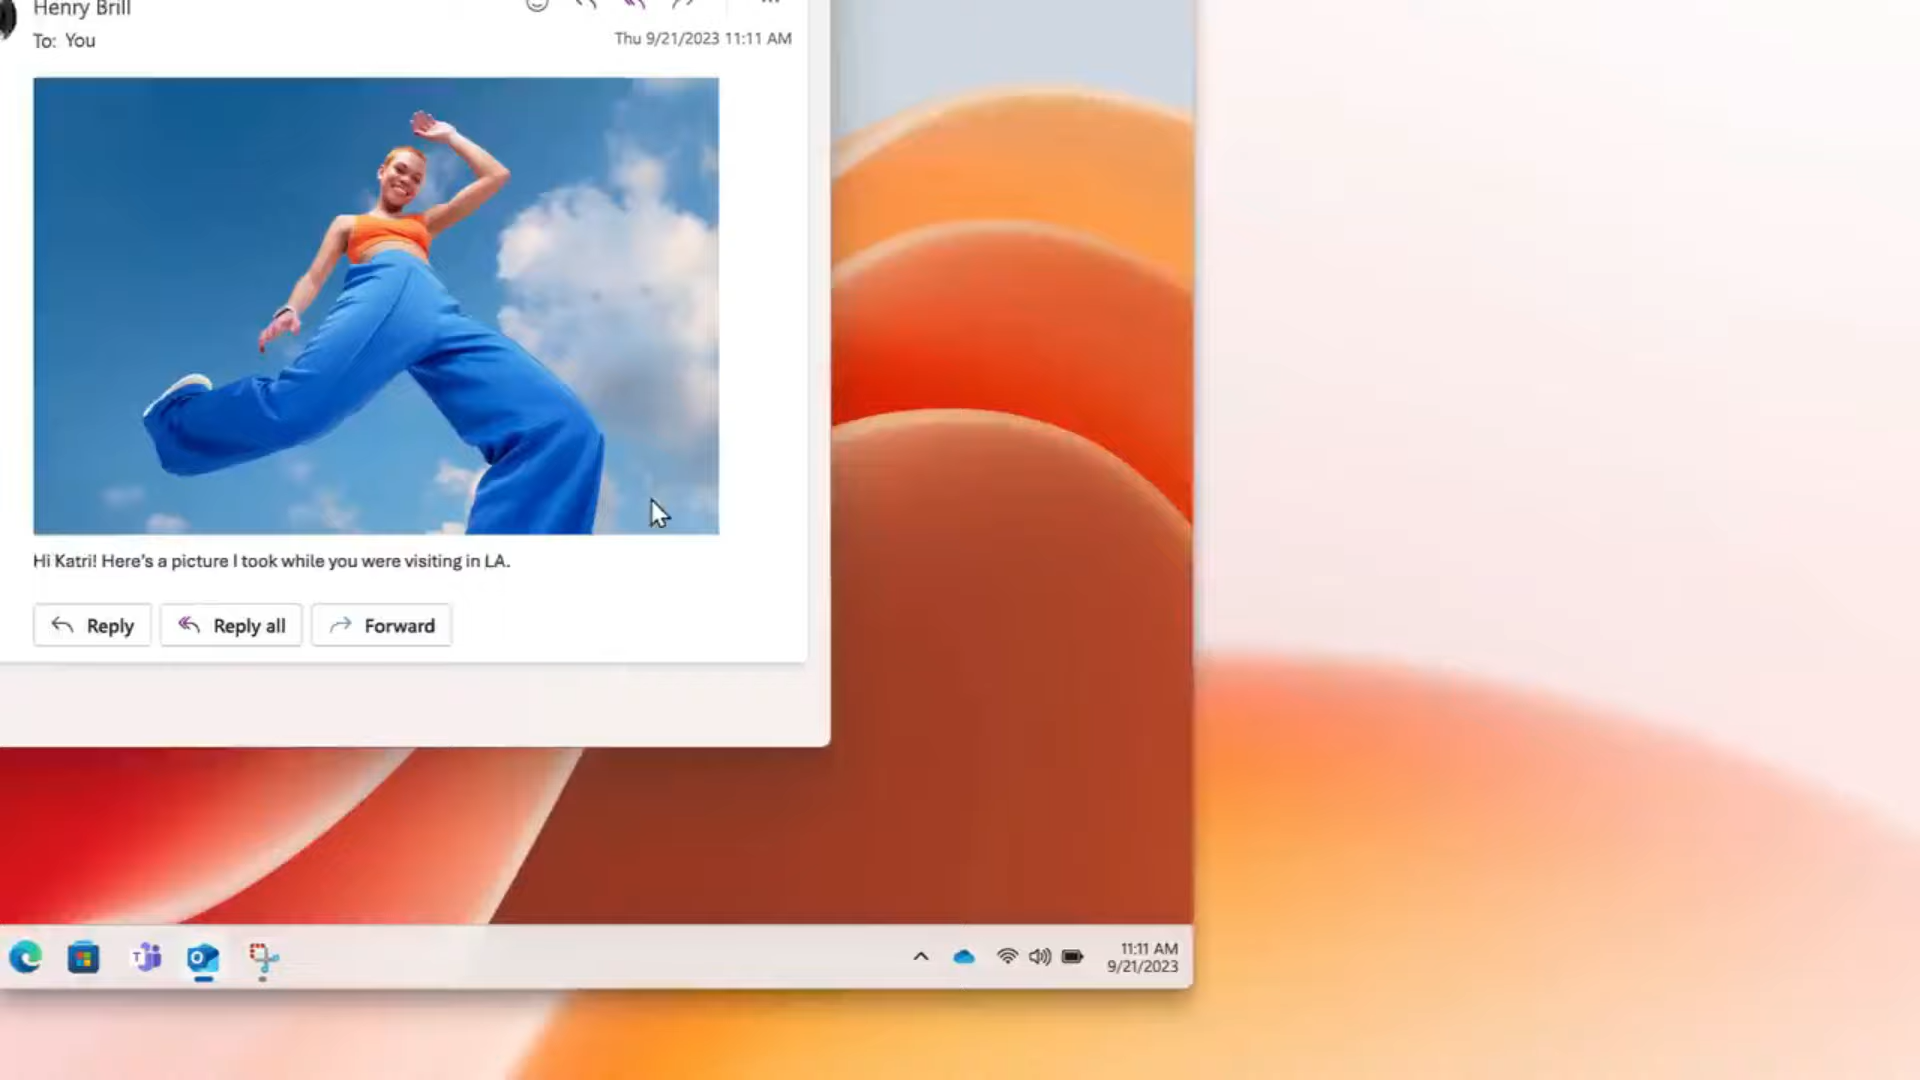 Henry Brill
To: You
Thu 9/21/2023 11:11 AM
Hi Katri! Here's a picture I took while you were visiting in LA.
Reply
Reply all
Forward
11:11 AM
9/21/2023